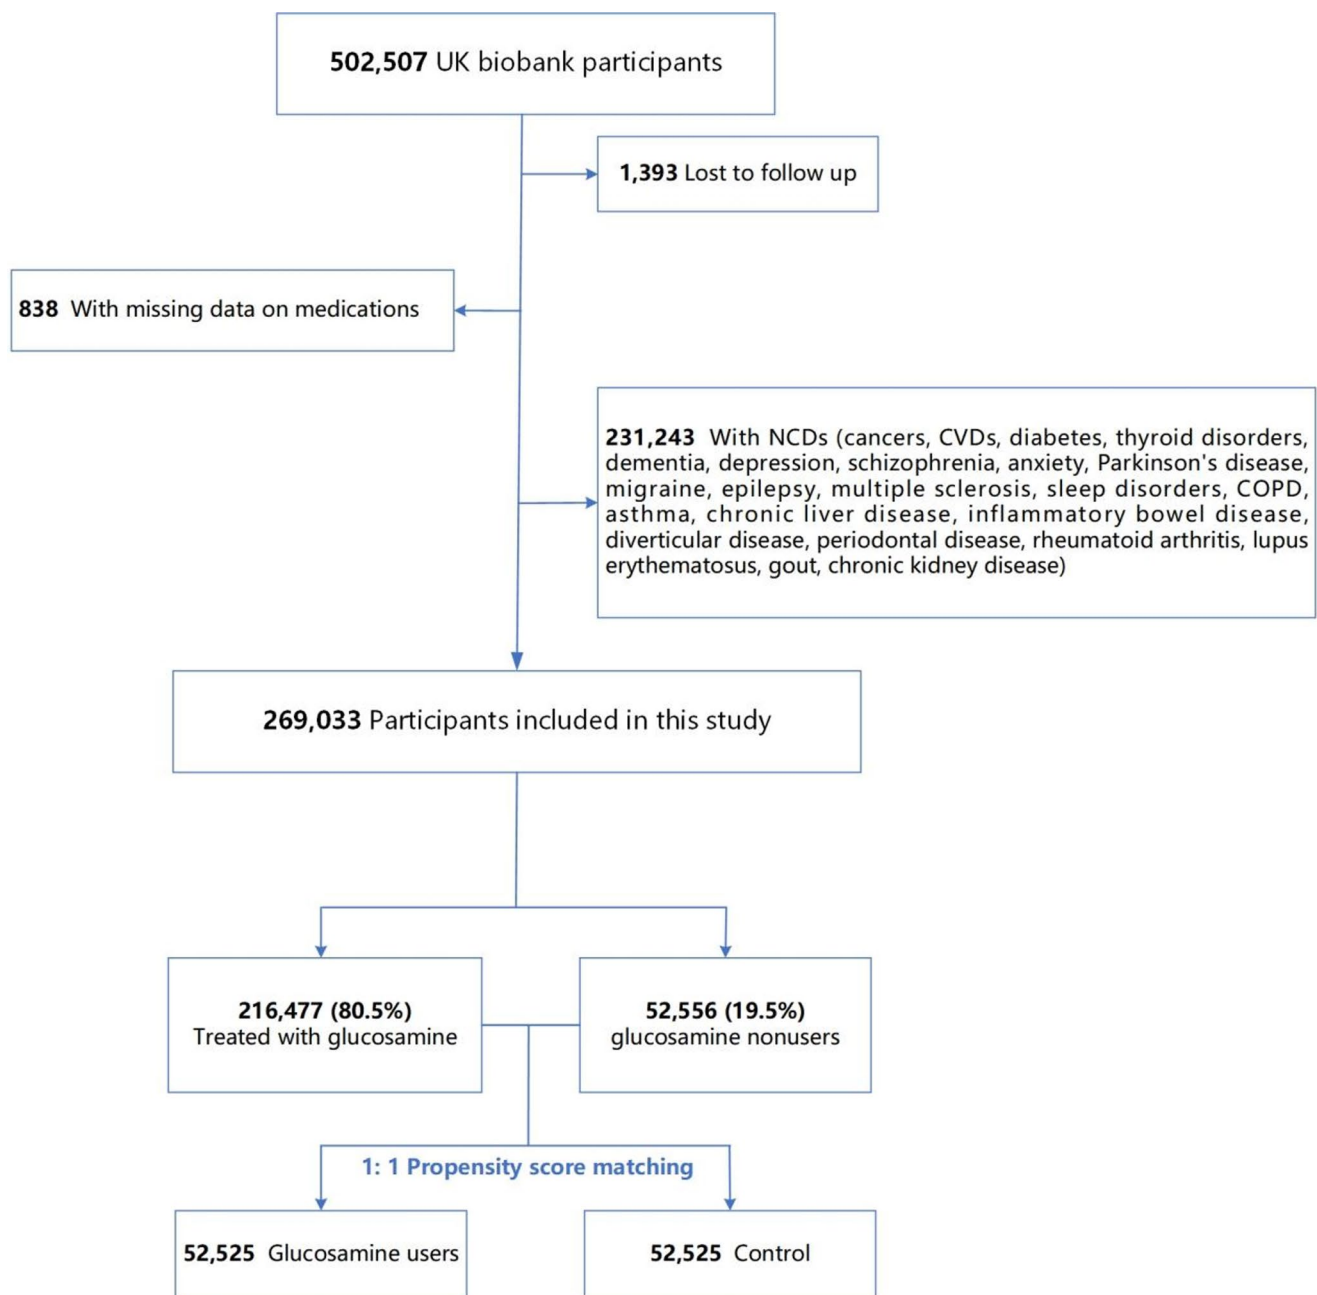 502,507 UK biobank participants
1,393 Lost to follow up
838 With missing data on medications
231,243 With NCDs (cancers, CVDs, diabetes, thyroid disorders,
dementia, depression, schizophrenia, anxiety, Parkinson's disease,
migraine, epilepsy, multiple sclerosis, sleep disorders, COPD,
asthma, chronic liver disease, inflammatory bowel disease,
diverticular disease, periodontal disease, rheumatoid arthritis, lupus
erythematosus, gout, chronic kidney disease)
269,033 Participants included in this study
216,477 (80.5%)
Treated with glucosamine
52,556 (19.5%)
glucosamine nonusers
1: 1 Propensity score matching
52,525 Glucosamine users
52,525 Control